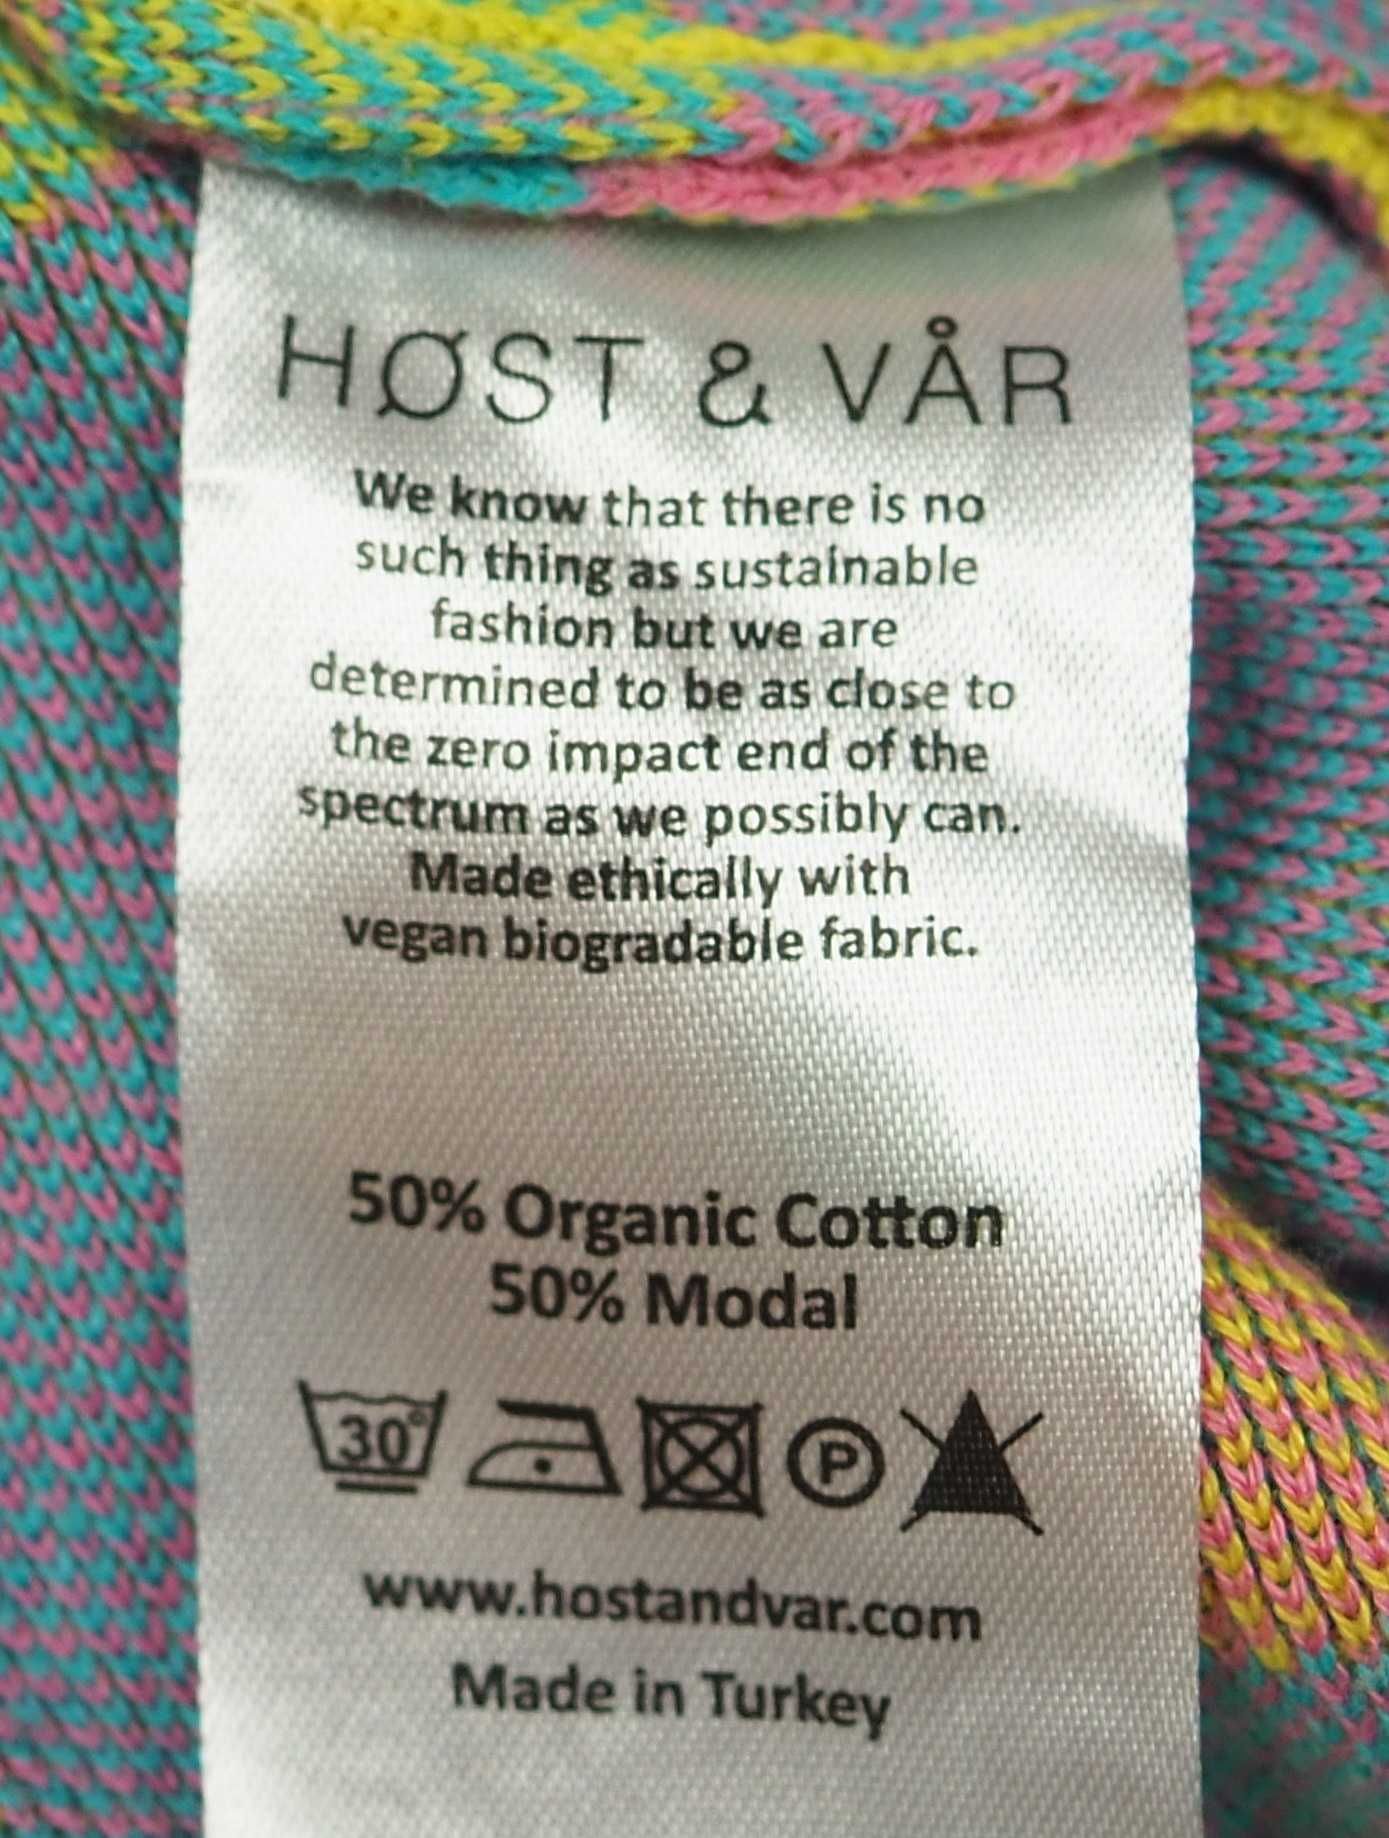 HØST & VÅR
We know that there is no
such thing as sustainable
fashion but we are
determined to be as close to
the zero impact end of the
spectrum as we possibly can.
Made ethically with
vegan biogradable fabric.
50% Organic Cotton
50% Modal
30°
P
www.hostandvar.com
Made in Turkey